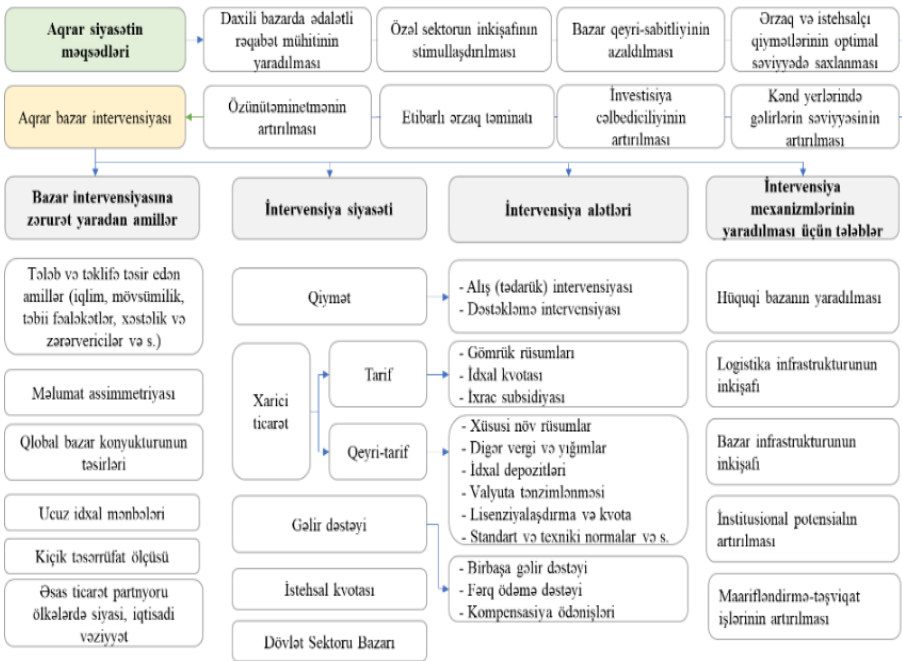 Aqrar siyasətin
məqsədləri
Daxili bazarda ədalətli
rəqabət mühitinin
yaradılması
Özəl sektorun inkişafının
stimullaşdırılması
Bazar qeyri-sabitliyinin
azaldılması
Ərzaq və istehsalçı
qiymətlərinin optimal
səviyyədə saxlanması
Aqrar bazar intervensiyası
Özünütəminetmənin
artırılması
Etibarlı ərzaq təminatı
İnvestisiya
cəlbediciliyinin
artırılması
Kənd yerlərində
gəlirlərin səviyyəsinin
artırılması
Bazar intervensiyasına
zərurət yaradan amillər
İntervensiya siyasəti
İntervensiya alətləri
İntervensiya
mexanizmlərinin
yaradılması üçün tələblər
Tələb və təklifə təsir edən
amillər (iqlim, mövsümilik,
təbii fəaləkətlər, xəstəlik və
zərərvericilər və s.)
Məlumat assimmetriyası
Qlobal bazar konyukturunun
təsirləri
Ucuz idxal mənbələri
Kiçik təsərrüfat ölçüsü
Əsas ticarət partnyoru
ölkələrdə siyasi, iqtisadi
vəziyyət
Qiymət
Xarici
ticarət
Tarif
Qeyri-tarif
Gəlir dəstəyi
İstehsal kvotası
Dövlət Sektoru Bazarı
- Alış (tədarük) intervensiyası
- Dəstəkləmə intervensiyası
- Gömrük rüsumları
- İdxal kvotası
- İxrac subsidiyası
- Xüsusi növ rüsumlar
- Digər vergi və yığımlar
- İdxal depozitləri
- Valyuta tənzimlənməsi
- Lisenziyalaşdırma və kvota
- Standart və texniki normalar və s.
- Birbaşa gəlir dəstəyi
- Fərq ödəmə dəstəyi
- Kompensasiya ödənişləri
Hüquqi bazanın yaradılması
Logistika infrastrukturunun
inkişafı
Bazar infrastrukturunun
inkişafı
İnstitusional potensialın
artırılması
Maarifləndirmə-təşviqat
işlərinin artırılması